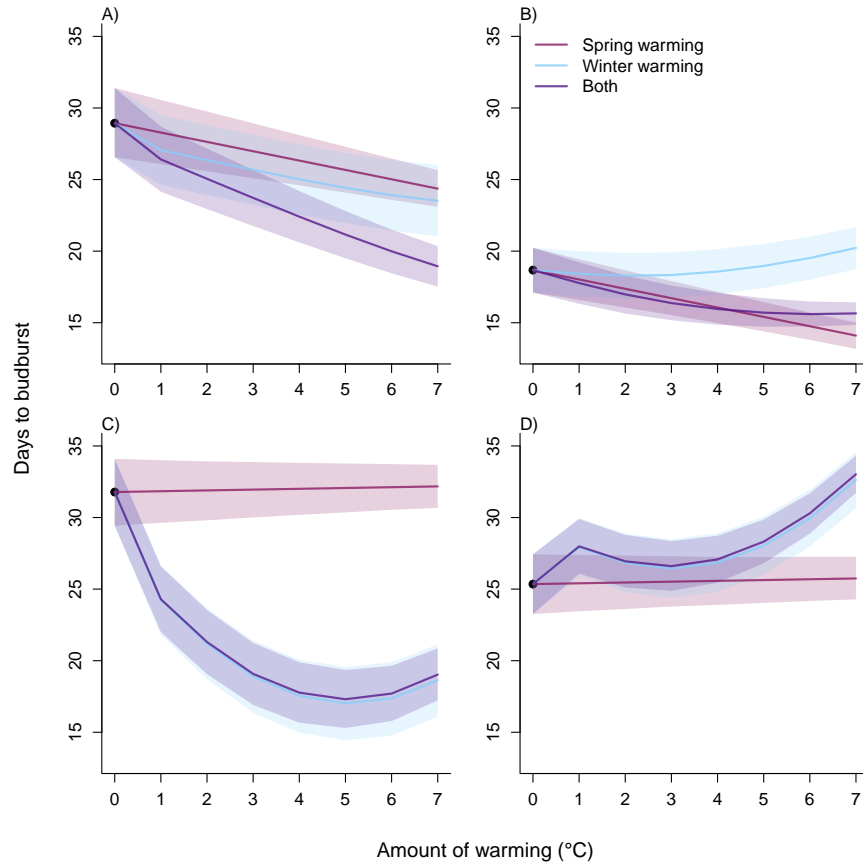 A)
35
30
25
20
15
0 1 2 3 4 5 6 7
B)
35
30
25
20
15
0 1 2 3 4 5 6 7
Spring warming
Winter warming
Both
C)
35
30
25
20
15
0 1 2 3 4 5 6 7
D)
35
30
25
20
15
0 1 2 3 4 5 6 7
Days to budburst
Amount of warming (°C)